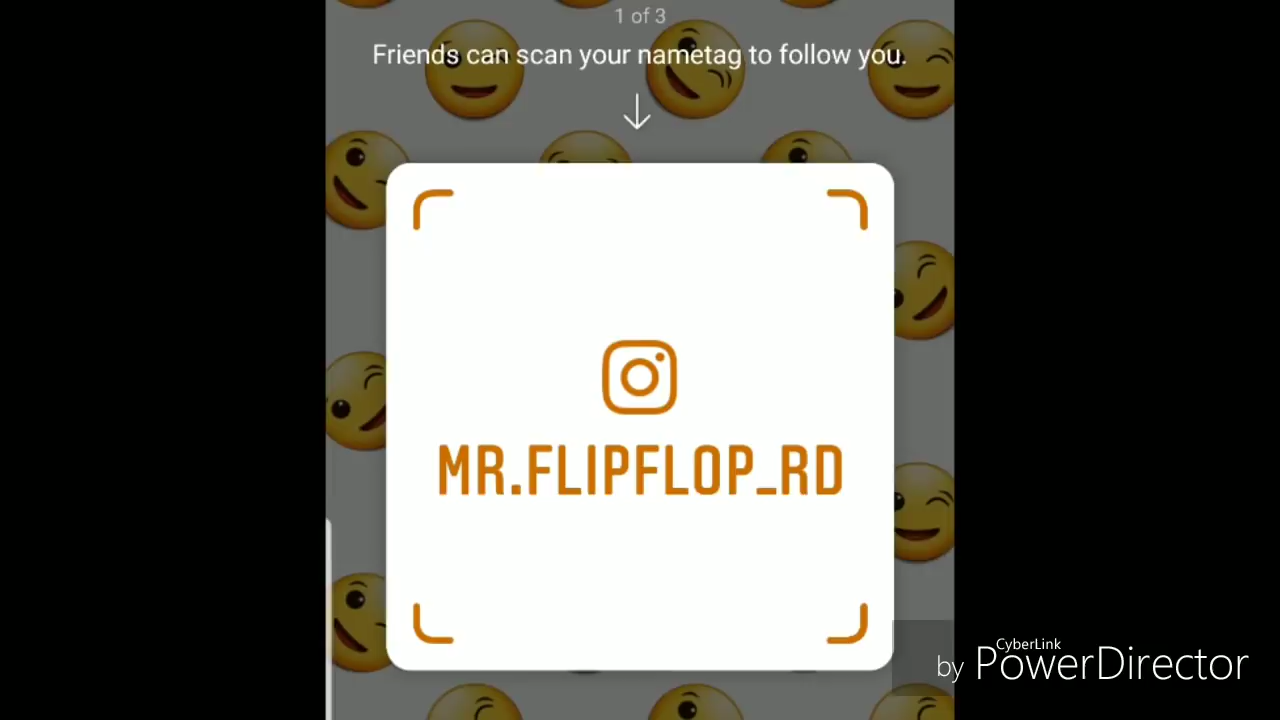 1 of 3
Friends can scan your nametag to follow you.
MR.FLIPFLOP_RD
CyberLink
by PowerDirector